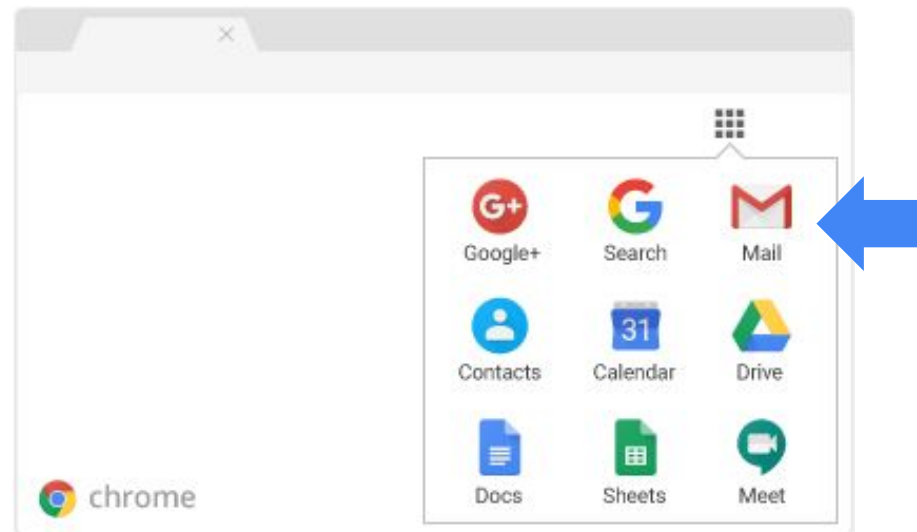 G+
G
M
Google+
Search
Mail
31
Contacts
Calendar
Drive
Docs
Sheets
Meet
chrome